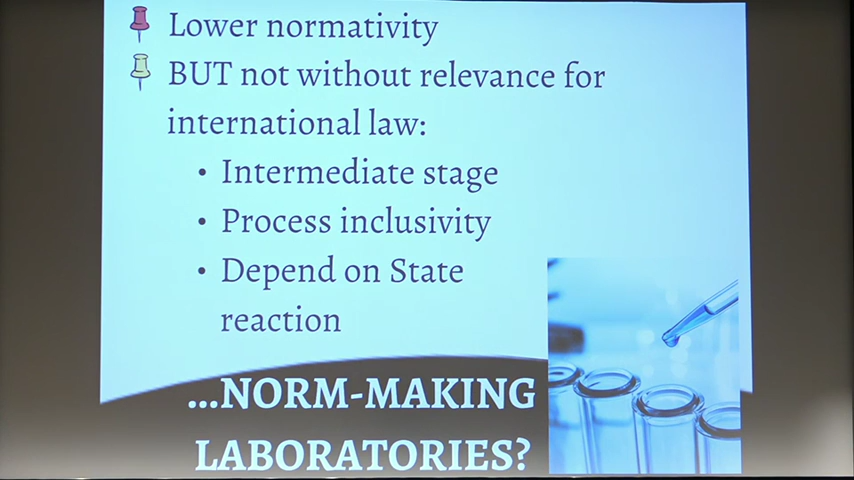 Lower normativity
BUT not without relevance for
international law:
• Intermediate stage
• Process inclusivity
• Depend on State
reaction
...NORM-MAKING
LABORATORIES?